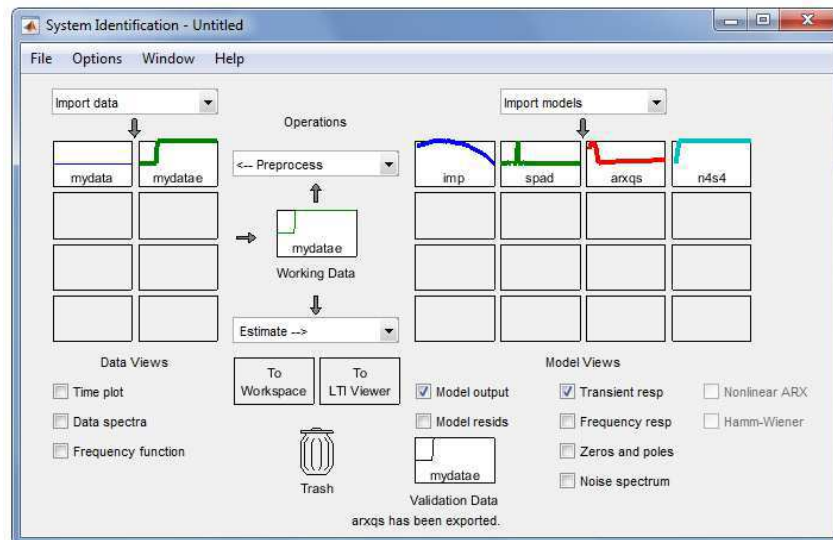 System Identification - Untitled
File Options Window Help
Import data
Operations
Import models
mydata
mydatae
<-- Preprocess
imp
spad
arxqs
n4s4
mydatae
Working Data
Estimate -->
Data Views
To
Workspace
To
LTI Viewer
Model Views
Time plot
Data spectra
Frequency function
Trash
Model output
Model resids
Transient resp
Frequency resp
Zeros and poles
Noise spectrum
Nonlinear ARX
Hamm-Wiener
mydatae
Validation Data
arxqs has been exported.